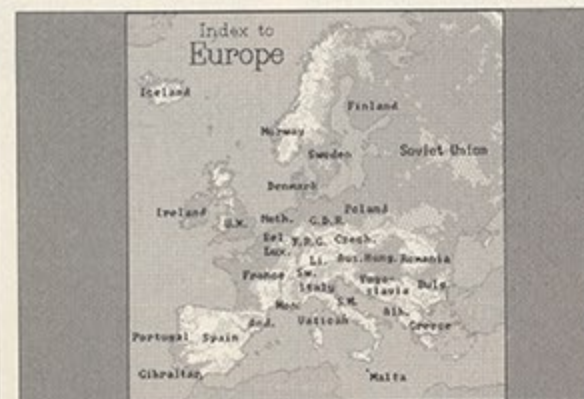 Index to
Europe
Iceland
Finland
Norway
Sweden
Soviet Union
Denmark
Ireland
U.K.
Neth.
G.D.R.
Poland
Bel
Lux.
F.R.G.
Czech.
Li.
Aus.
Hung.
Romania
France
Sw.
Italy
Yugo-
slavia
Bulg.
Mon.
S.M.
Alb.
And.
Vatican
Greece
Portugal
Spain
Gibraltar
Malta